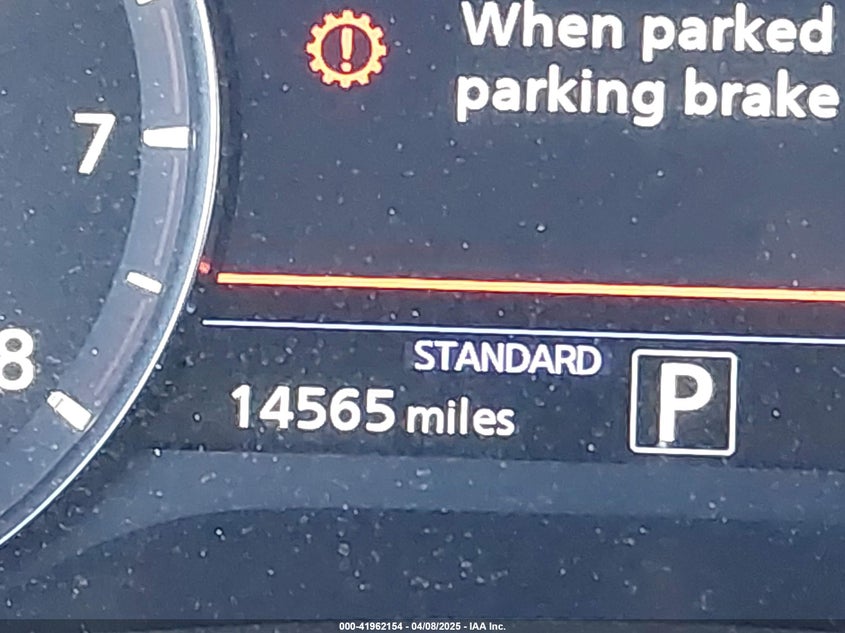 When parked
parking brake
7
8
STANDARD
14565 miles
P
000-41962154 - 04/08/2025 - IAA Inc.